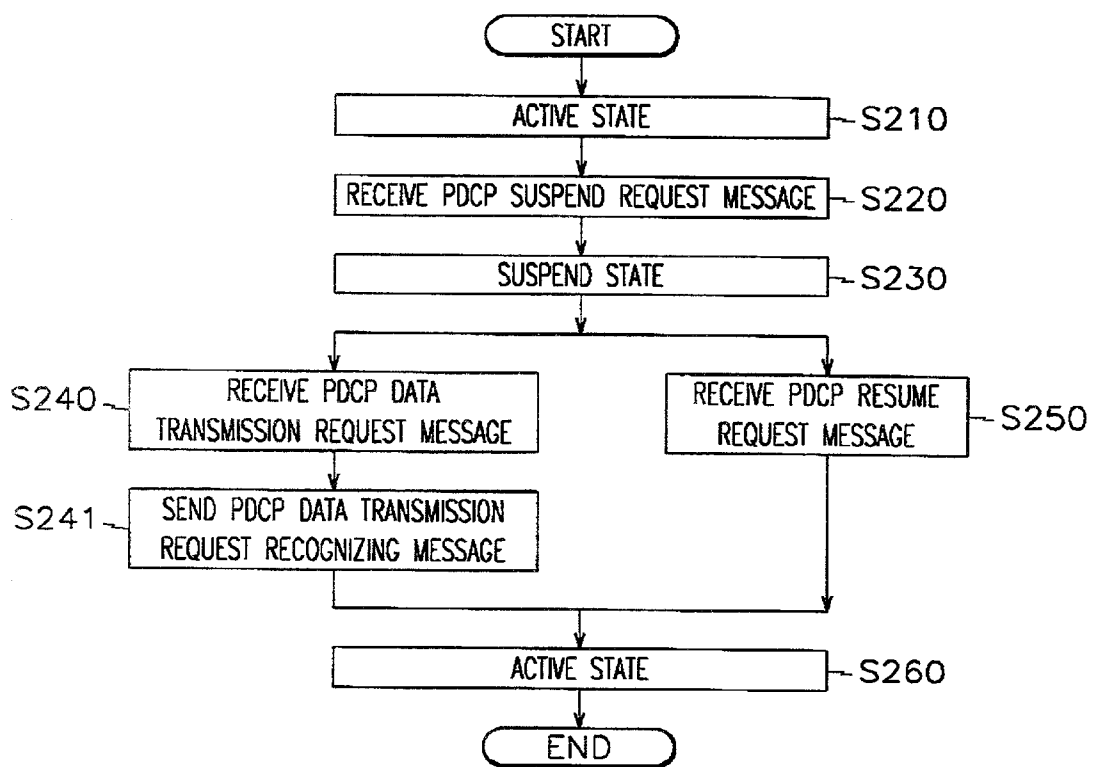 START
ACTIVE STATE
S210
RECEIVE PDCP SUSPEND REQUEST MESSAGE
S220
SUSPEND STATE
S230
S240
RECEIVE PDCP DATA
TRANSMISSION REQUEST MESSAGE
RECEIVE PDCP RESUME
REQUEST MESSAGE
S250
S241
SEND PDCP DATA TRANSMISSION
REQUEST RECOGNIZING MESSAGE
ACTIVE STATE
S260
END